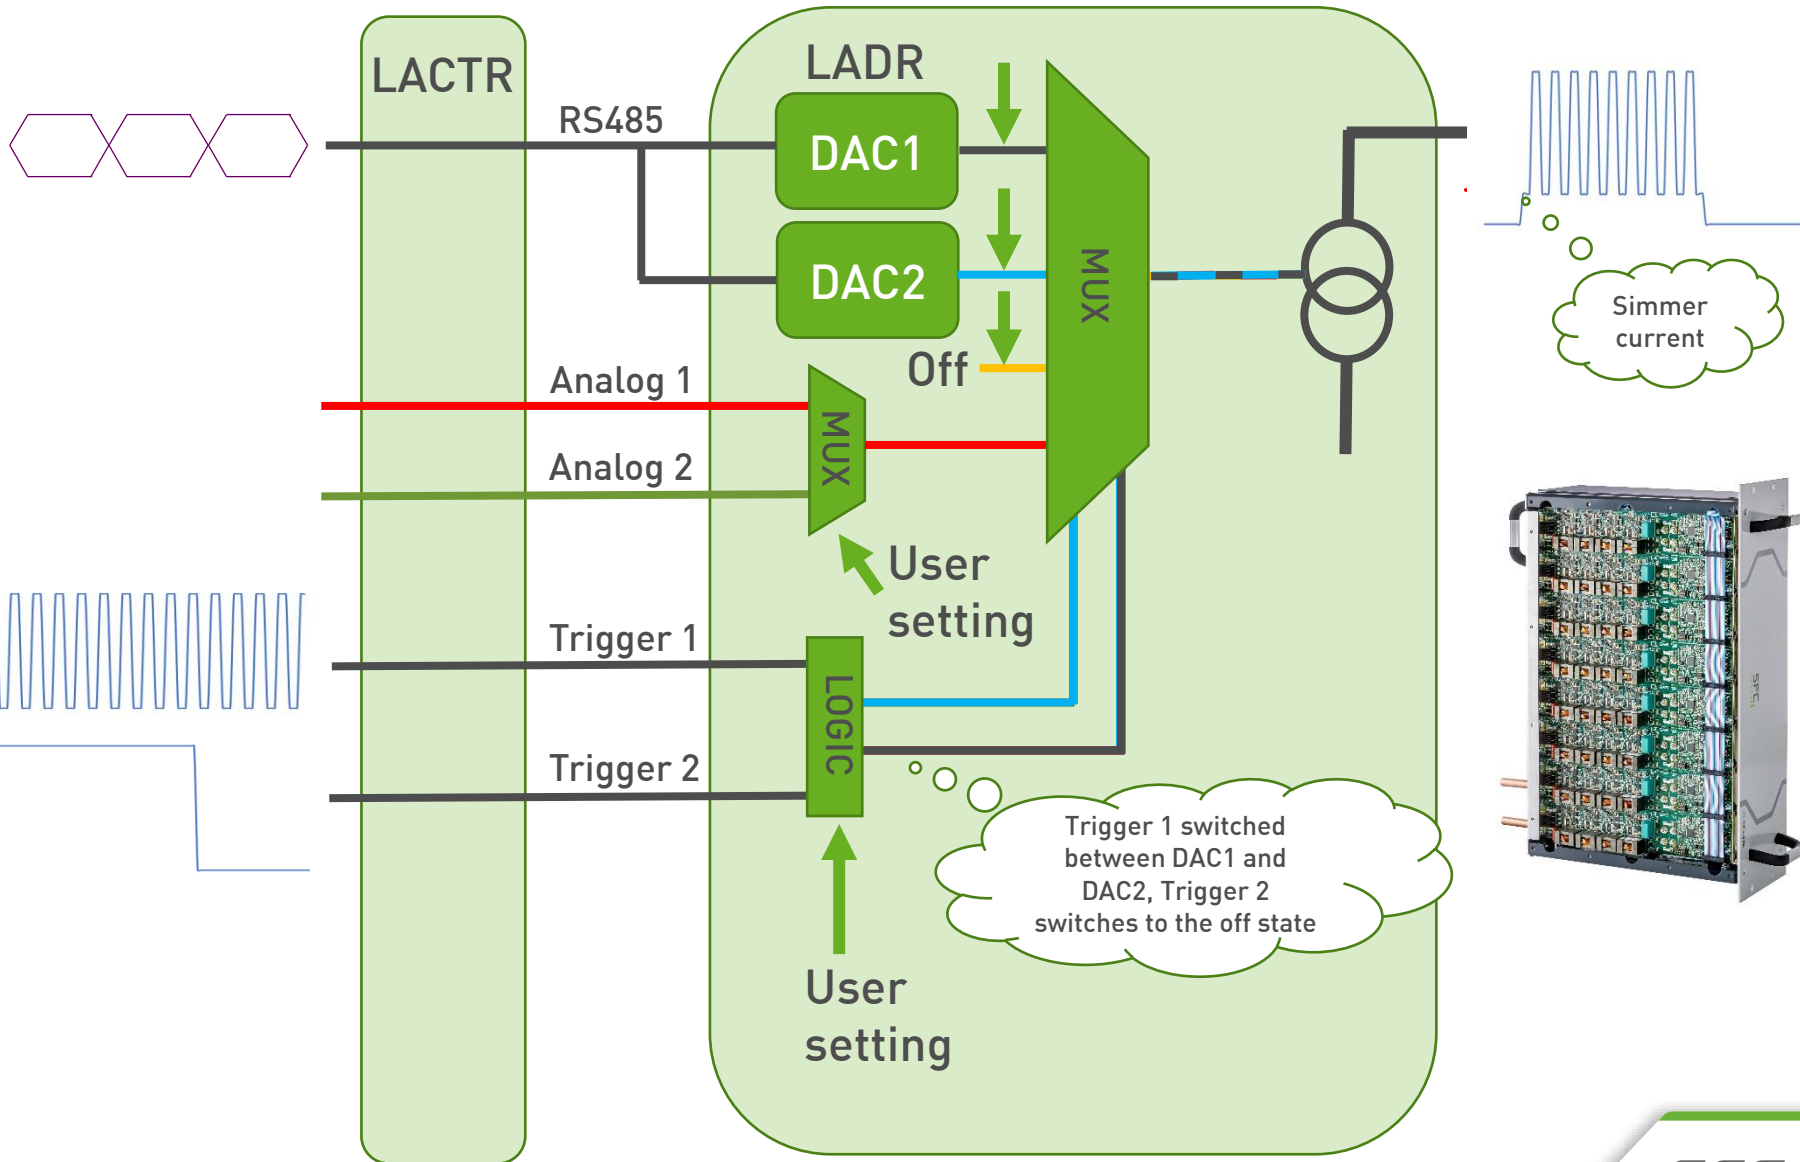 LACTR
LADR
RS485
DAC1
DAC2
MUX
Off
Analog 1
MUX
Analog 2
User
setting
Trigger 1
LOGIC
Trigger 2
Trigger 1 switched
between DAC1 and
DAC2, Trigger 2
switches to the off state
User
setting
Simmer
current